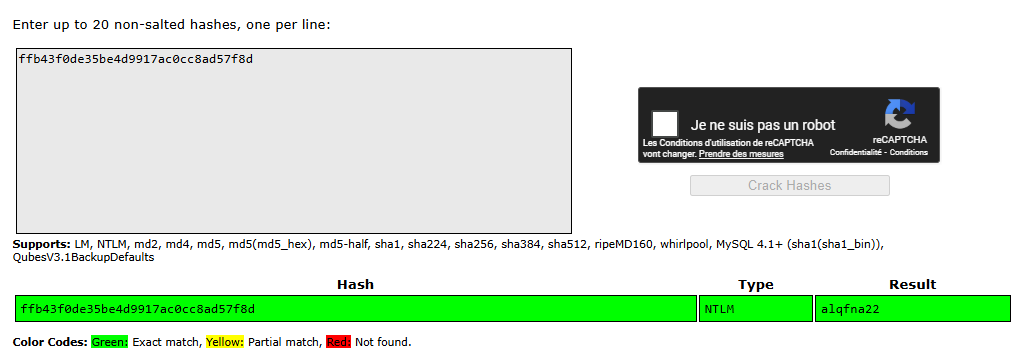 Enter up to 20 non-salted hashes, one per line:
ffb43f0de35be4d9917ac0cc8ad57f8d
Je ne suis pas un robot
reCAPTCHA
Les Conditions d'utilisation de reCAPTCHA
vont changer. Prendre des mesures
Confidentialité - Conditions
Crack Hashes
Supports: LM, NTLM, md2, md4, md5, md5(md5_hex), md5-half, sha1, sha224, sha256, sha384, sha512, ripeMD160, whirlpool, MySQL 4.1+ (sha1(sha1_bin)),
QubesV3.1BackupDefaults
Hash Type Result
ffb43f0de35be4d9917ac0cc8ad57f8d NTLM alqfna22
Color Codes: Green: Exact match, Yellow: Partial match, Red: Not found.